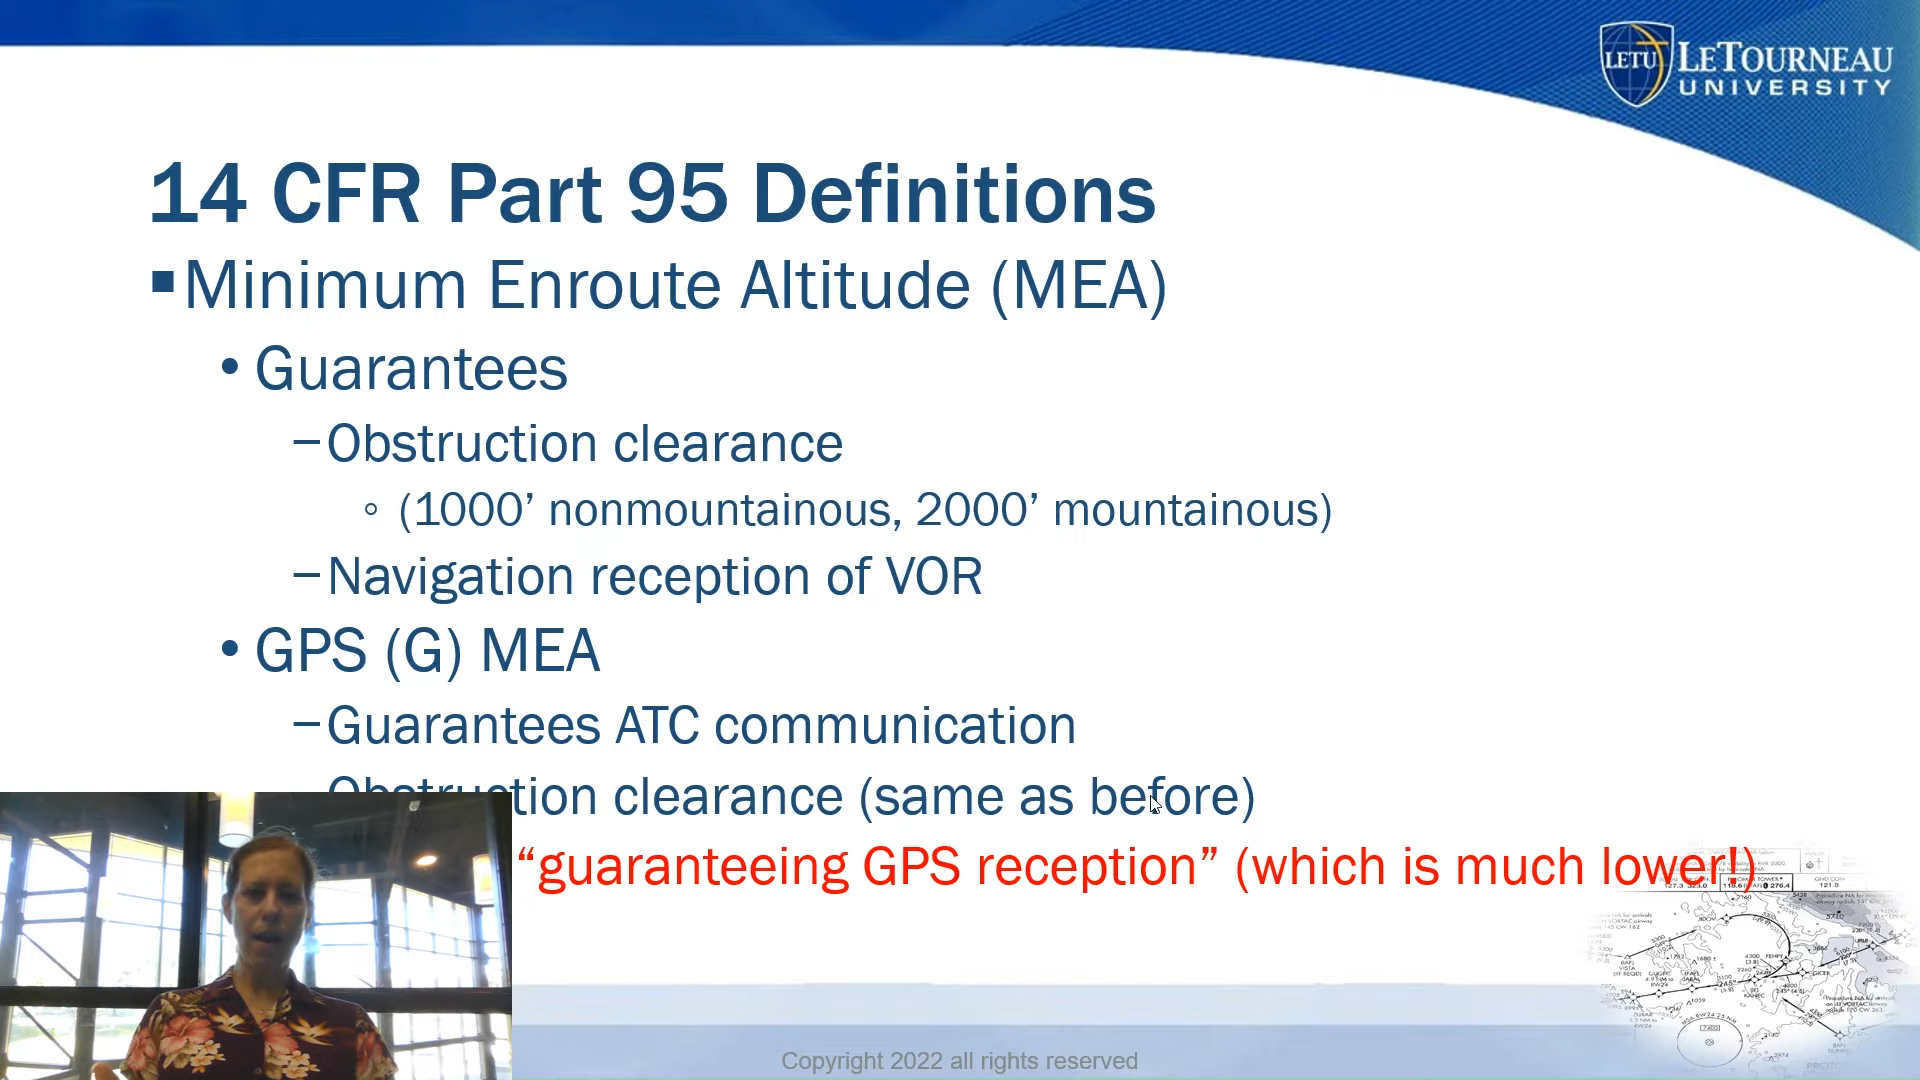 LETU LETOURNEAU
UNIVERSITY
14 CFR Part 95 Definitions
▪Minimum Enroute Altitude (MEA)
• Guarantees
–Obstruction clearance
◦ (1000’ nonmountainous, 2000’ mountainous)
–Navigation reception of VOR
• GPS (G) MEA
–Guarantees ATC communication
Obstruction clearance (same as before)
“guaranteeing GPS reception” (which is much lower!)
Copyright 2022 all rights reserved